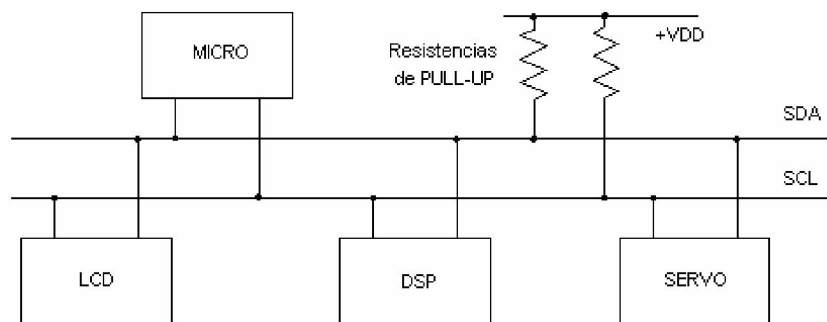 MICRO
Resistencias
de PULL-UP
+VDD
SDA
SCL
LCD
DSP
SERVO